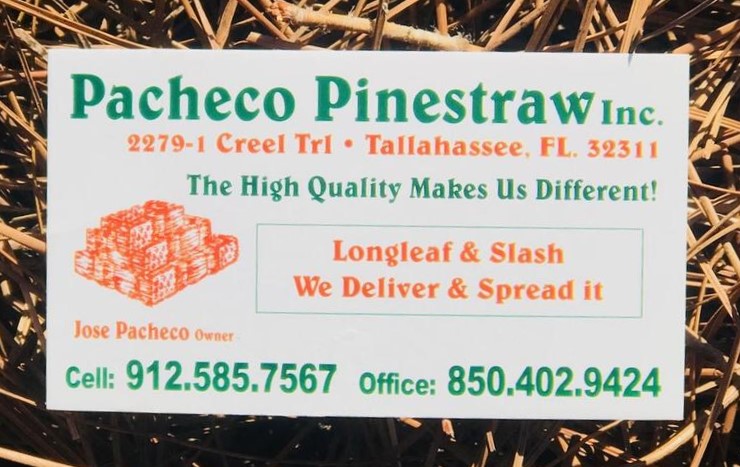 Pacheco Pinestraw Inc.
2279-1 Creel Trl • Tallahassee, FL. 32311
The High Quality Makes Us Different!
Longleaf & Slash
We Deliver & Spread it
Jose Pacheco Owner
Cell: 912.585.7567 Office: 850.402.9424